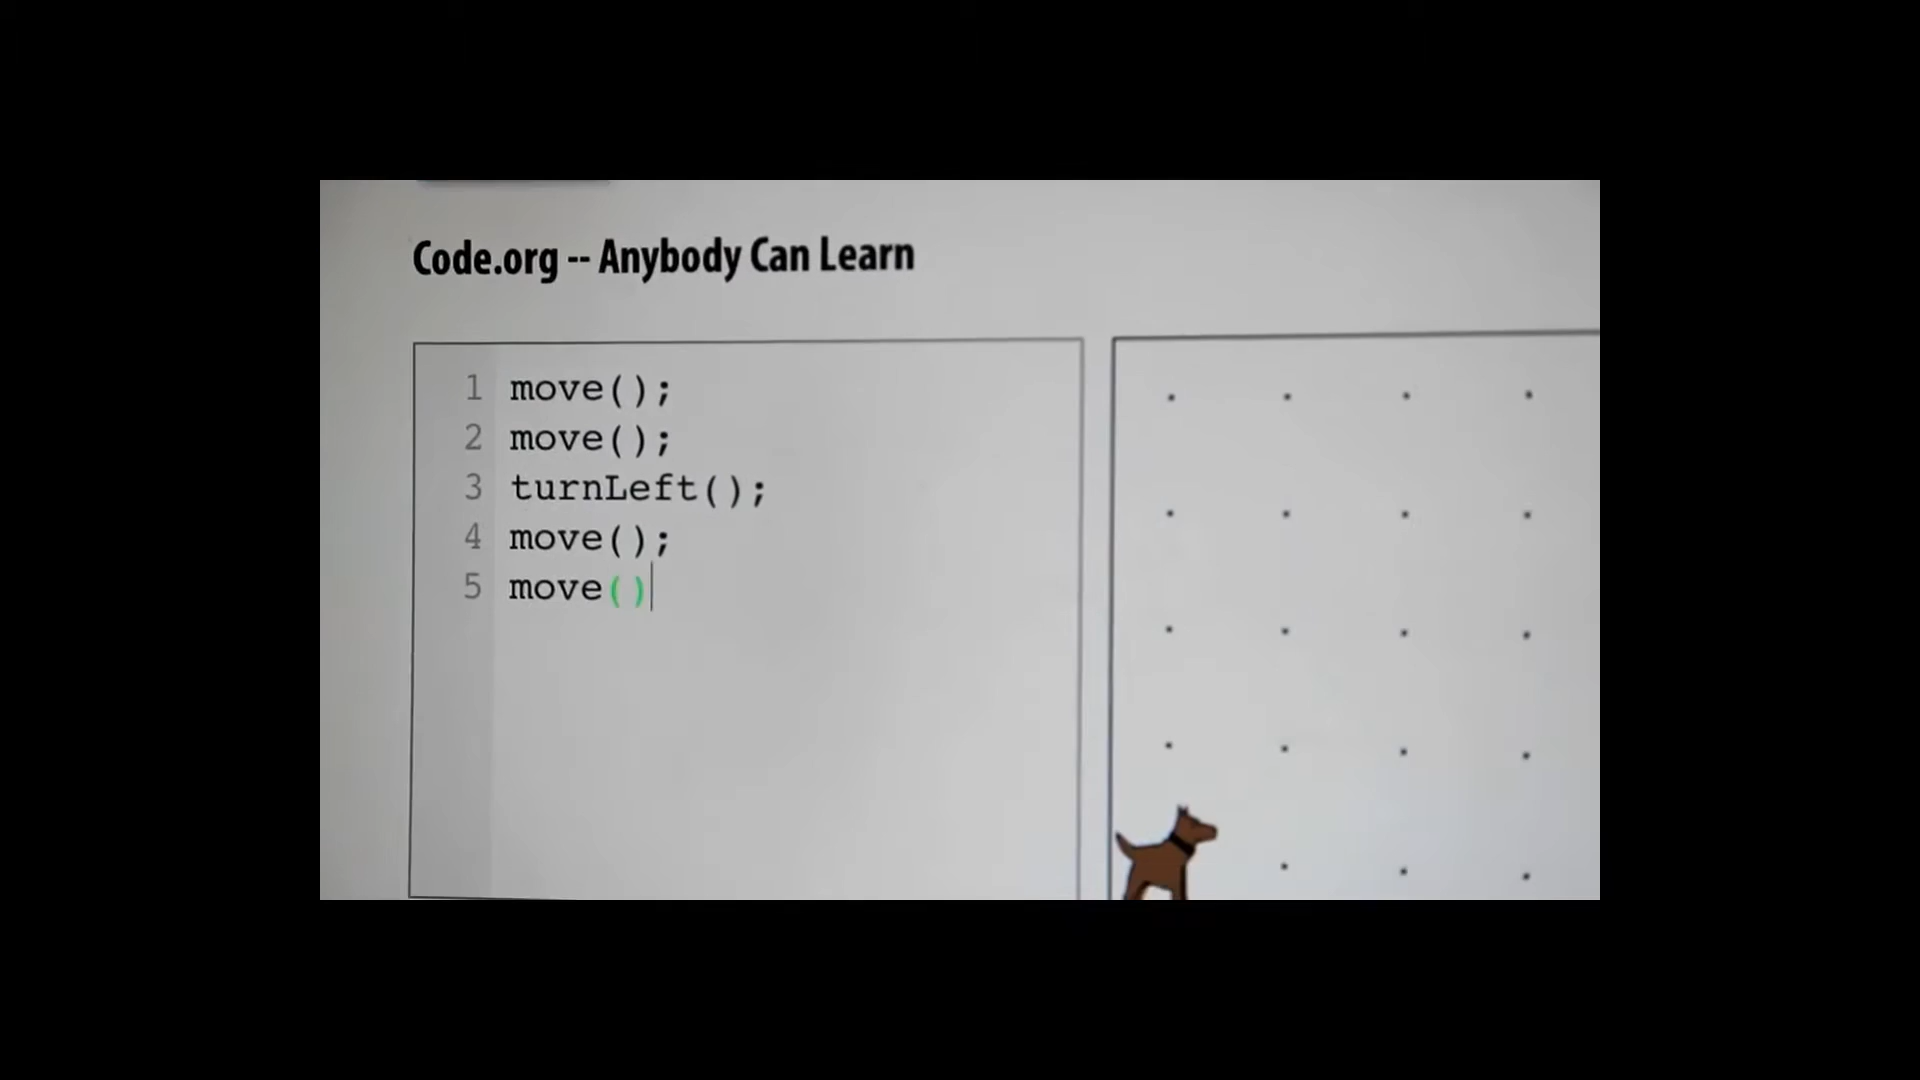 Code.org -- Anybody Can Learn
1 move();
2 move();
3 turnLeft();
4 move();
5 move()